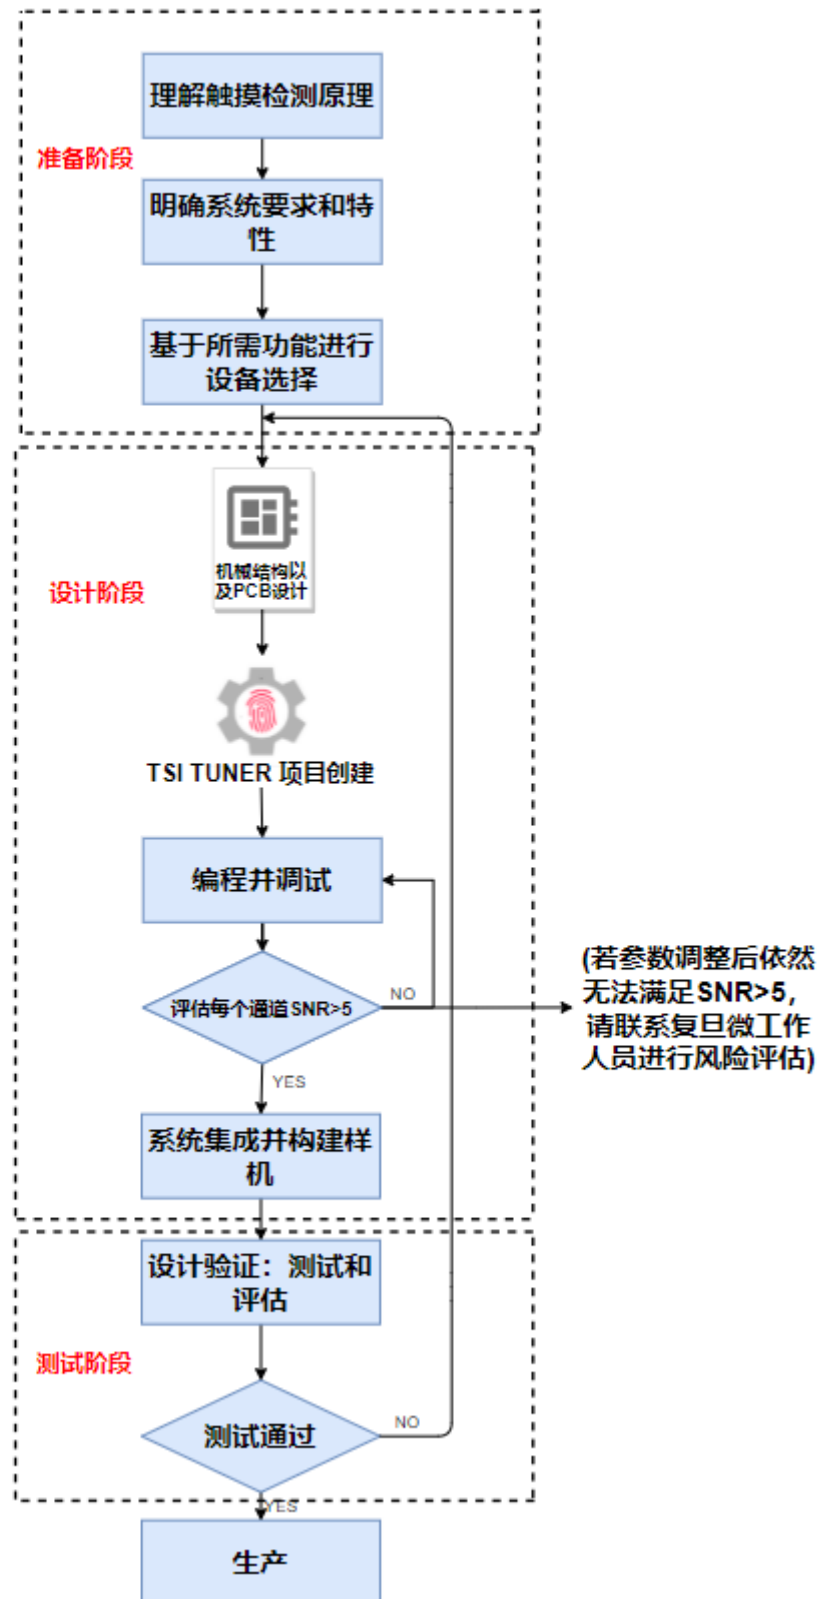 理解触摸检测原理
准备阶段
明确系统要求和特
性
基于所需功能进行
设备选择
机械结构以
及PCB设计
设计阶段
TSI TUNER 项目创建
编程并调试
评估每个通道SNR>5
NO
(若参数调整后依然
无法满足SNR>5，
请联系复旦微工作
人员进行风险评估)
YES
系统集成并构建样
机
设计验证：测试和
评估
测试阶段
测试通过
NO
YES
生产